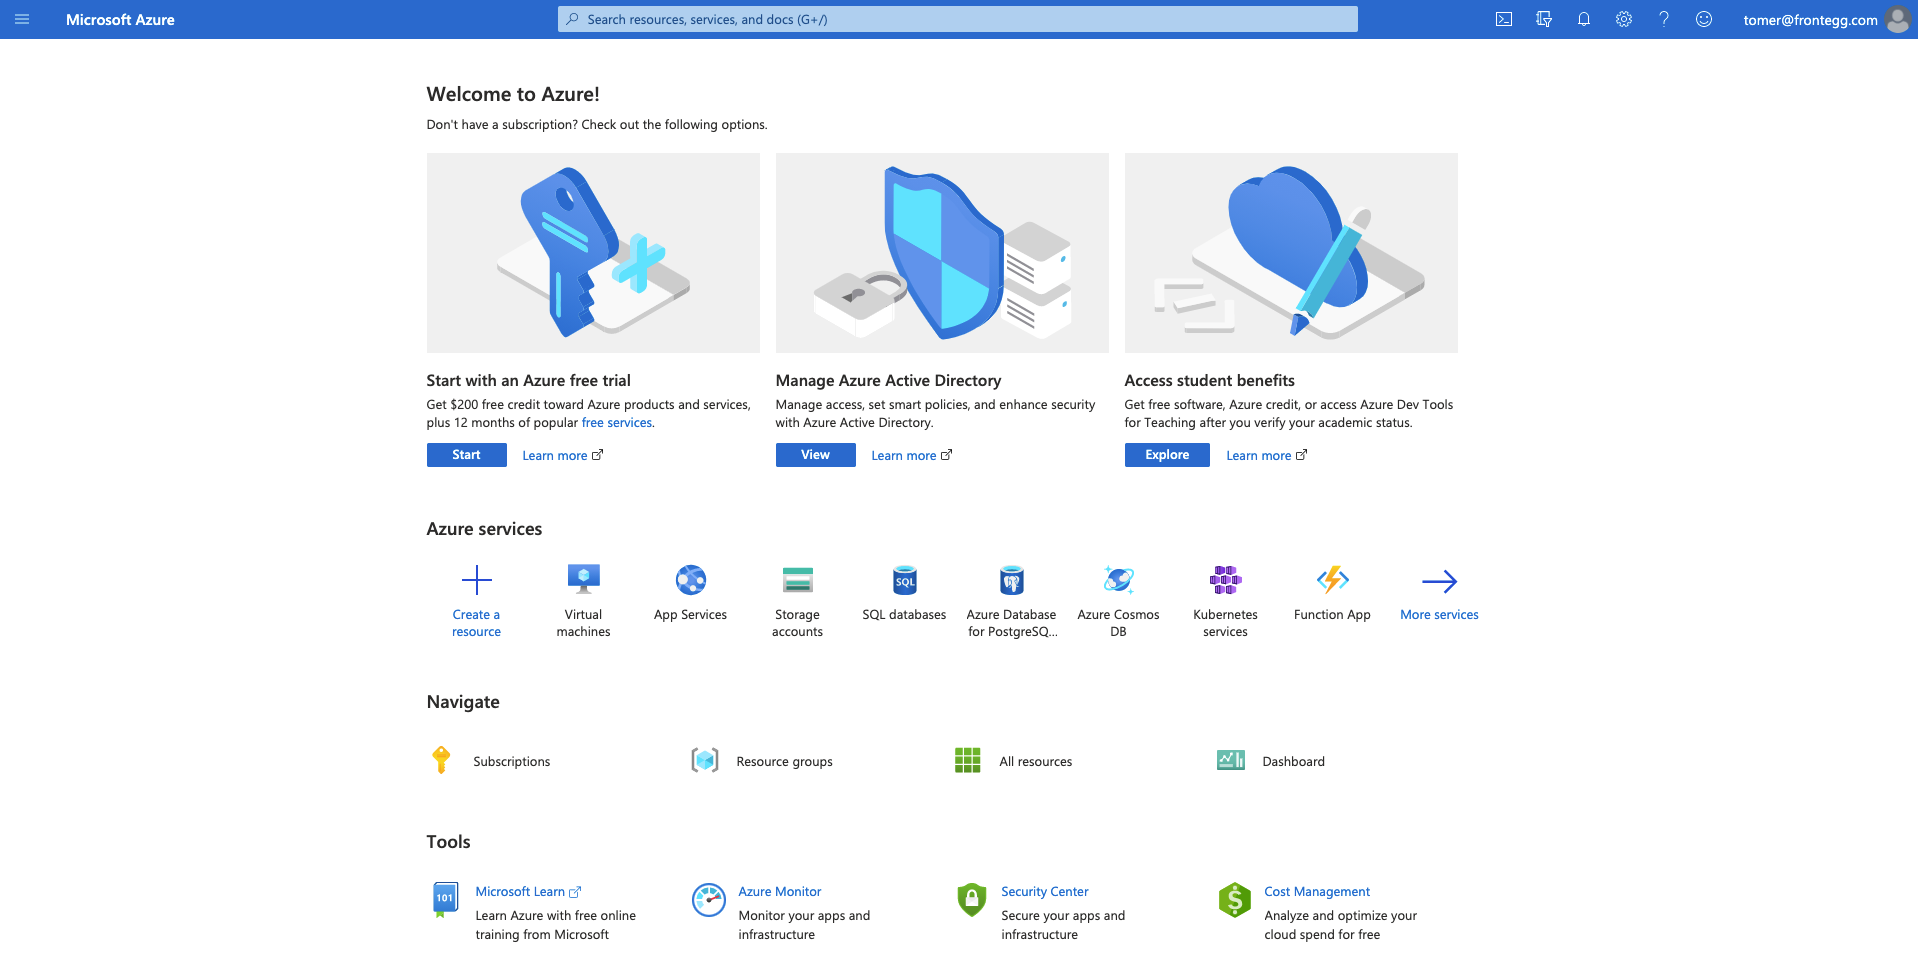 Microsoft Azure
Search resources, services, and docs (G+/)
tomer@frontegg.com
Welcome to Azure!
Don't have a subscription? Check out the following options.
Start with an Azure free trial
Get $200 free credit toward Azure products and services,
plus 12 months of popular free services.
Start
Learn more
Manage Azure Active Directory
Manage access, set smart policies, and enhance security
with Azure Active Directory.
View
Learn more
Access student benefits
Get free software, Azure credit, or access Azure Dev Tools
for Teaching after you verify your academic status.
Explore
Learn more
Azure services
Create a
resource
Virtual
machines
App Services
Storage
accounts
SQL
SQL databases
Azure Database
for PostgreSQ...
Azure Cosmos
DB
Kubernetes
services
Function App
More services
Navigate
Subscriptions
Resource groups
All resources
Dashboard
Tools
101
Microsoft Learn
Learn Azure with free online
training from Microsoft
Azure Monitor
Monitor your apps and
infrastructure
Security Center
Secure your apps and
infrastructure
$
Cost Management
Analyze and optimize your
cloud spend for free